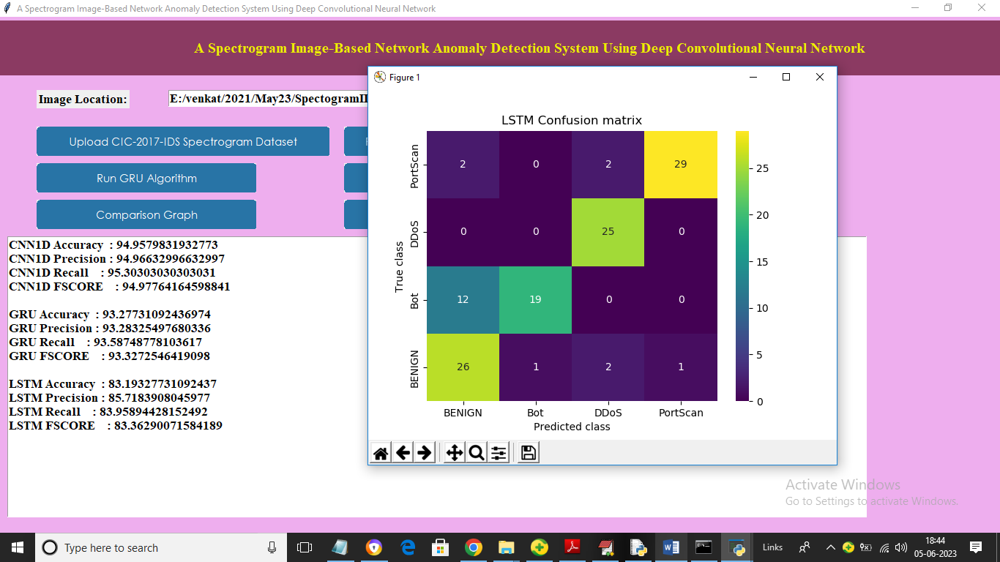 A Spectrogram Image-Based Network Anomaly Detection System Using Deep Convolutional Neural Network
A Spectrogram Image-Based Network Anomaly Detection System Using Deep Convolutional Neural Network
Image Location:
E:/venkat/2021/May23/SpectogramI
Upload CIC-2017-IDS Spectrogram Dataset
Run GRU Algorithm
Comparison Graph
CNN1D Accuracy : 94.9579831932773
CNN1D Precision : 94.96632996632997
CNN1D Recall : 95.30303030303031
CNN1D FSCORE : 94.97764164598841
GRU Accuracy : 93.27731092436974
GRU Precision : 93.28325497680336
GRU Recall : 93.58748778103617
GRU FSCORE : 93.3272546419098
LSTM Accuracy : 83.19327731092437
LSTM Precision : 85.7183908045977
LSTM Recall : 83.95894428152492
LSTM FSCORE : 83.36290071584189
Figure 1
LSTM Confusion matrix
True class
PortScan 2 0 2 29
DDoS 0 0 25 0
Bot 12 19 0 0
BENIGN 26 1 2 1
BENIGN Bot DDoS PortScan
Predicted class
25
20
15
10
5
0
Activate Windows
Go to Settings to activate Windows.
Type here to search
Links
18:44
05-06-2023